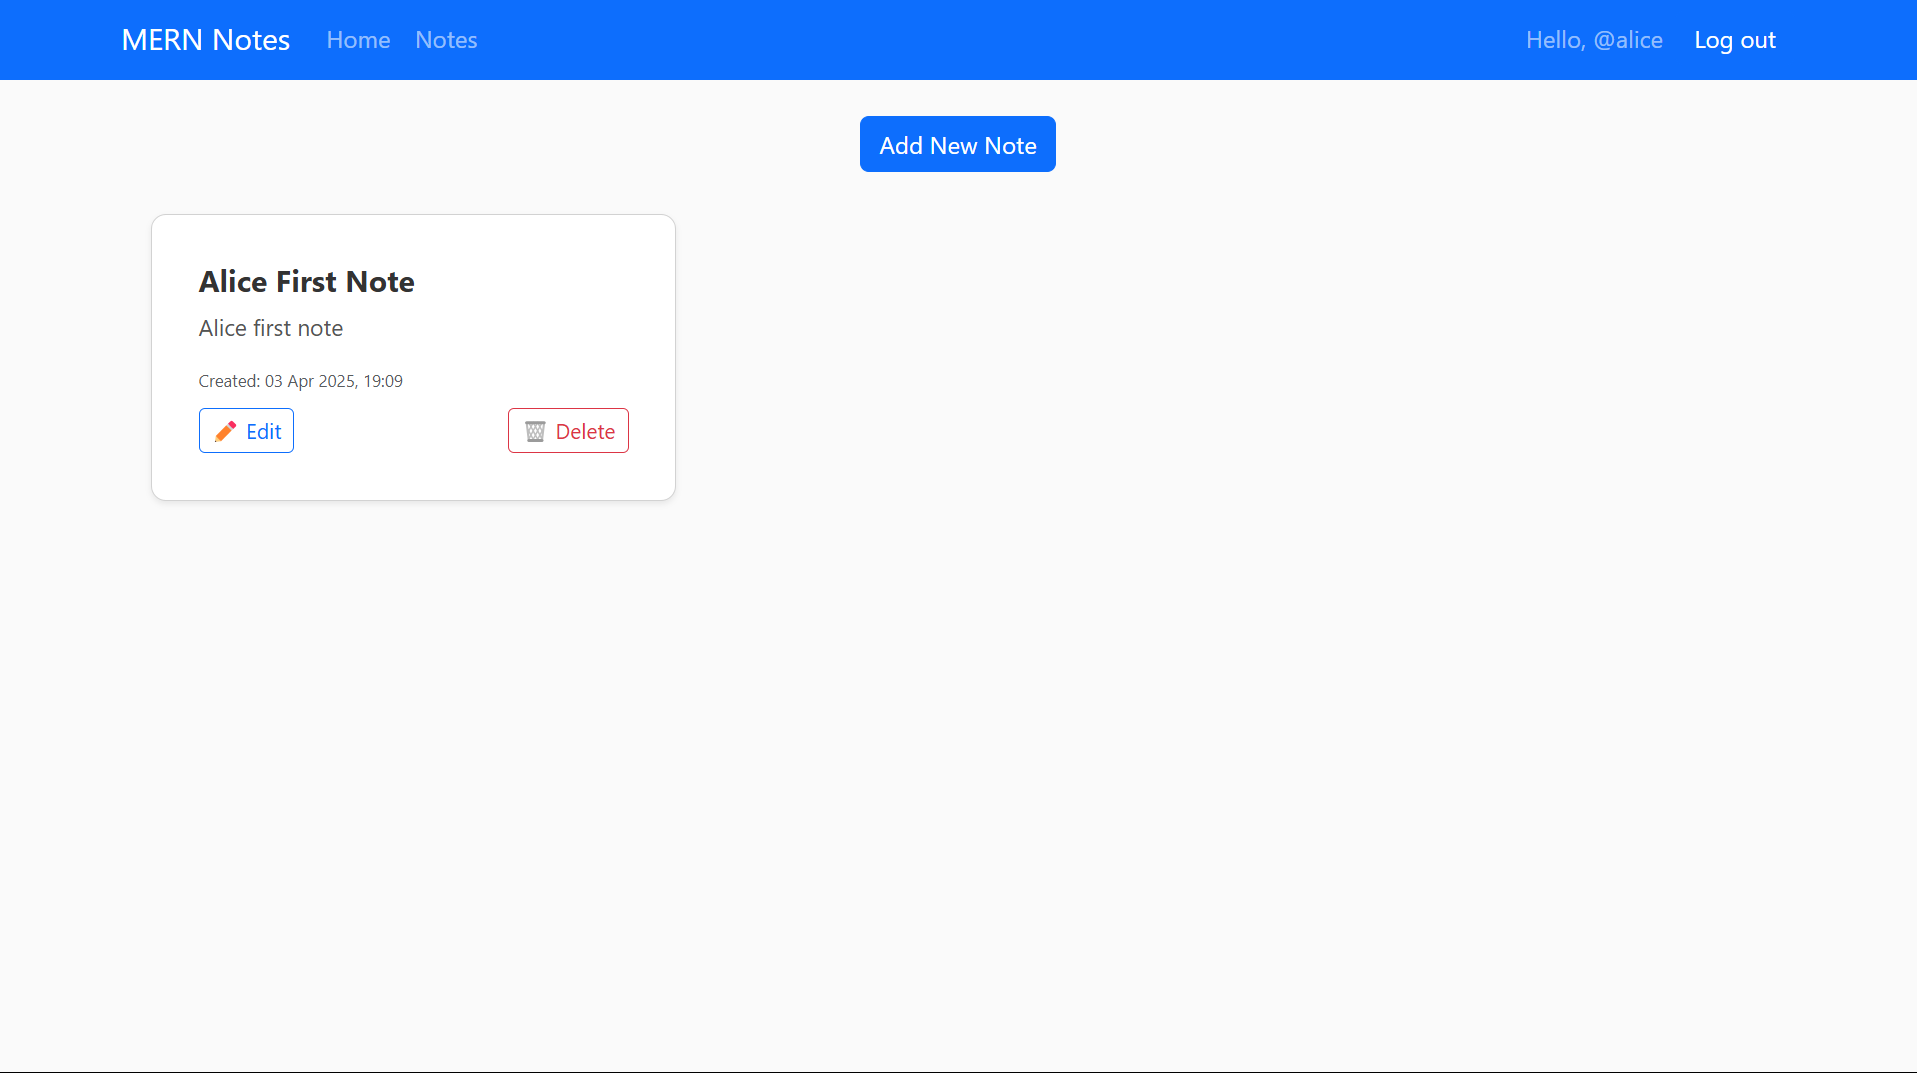 MERN Notes Home Notes Hello, @alice Log out
Add New Note
Alice First Note
Alice first note
Created: 03 Apr 2025, 19:09
Edit Delete